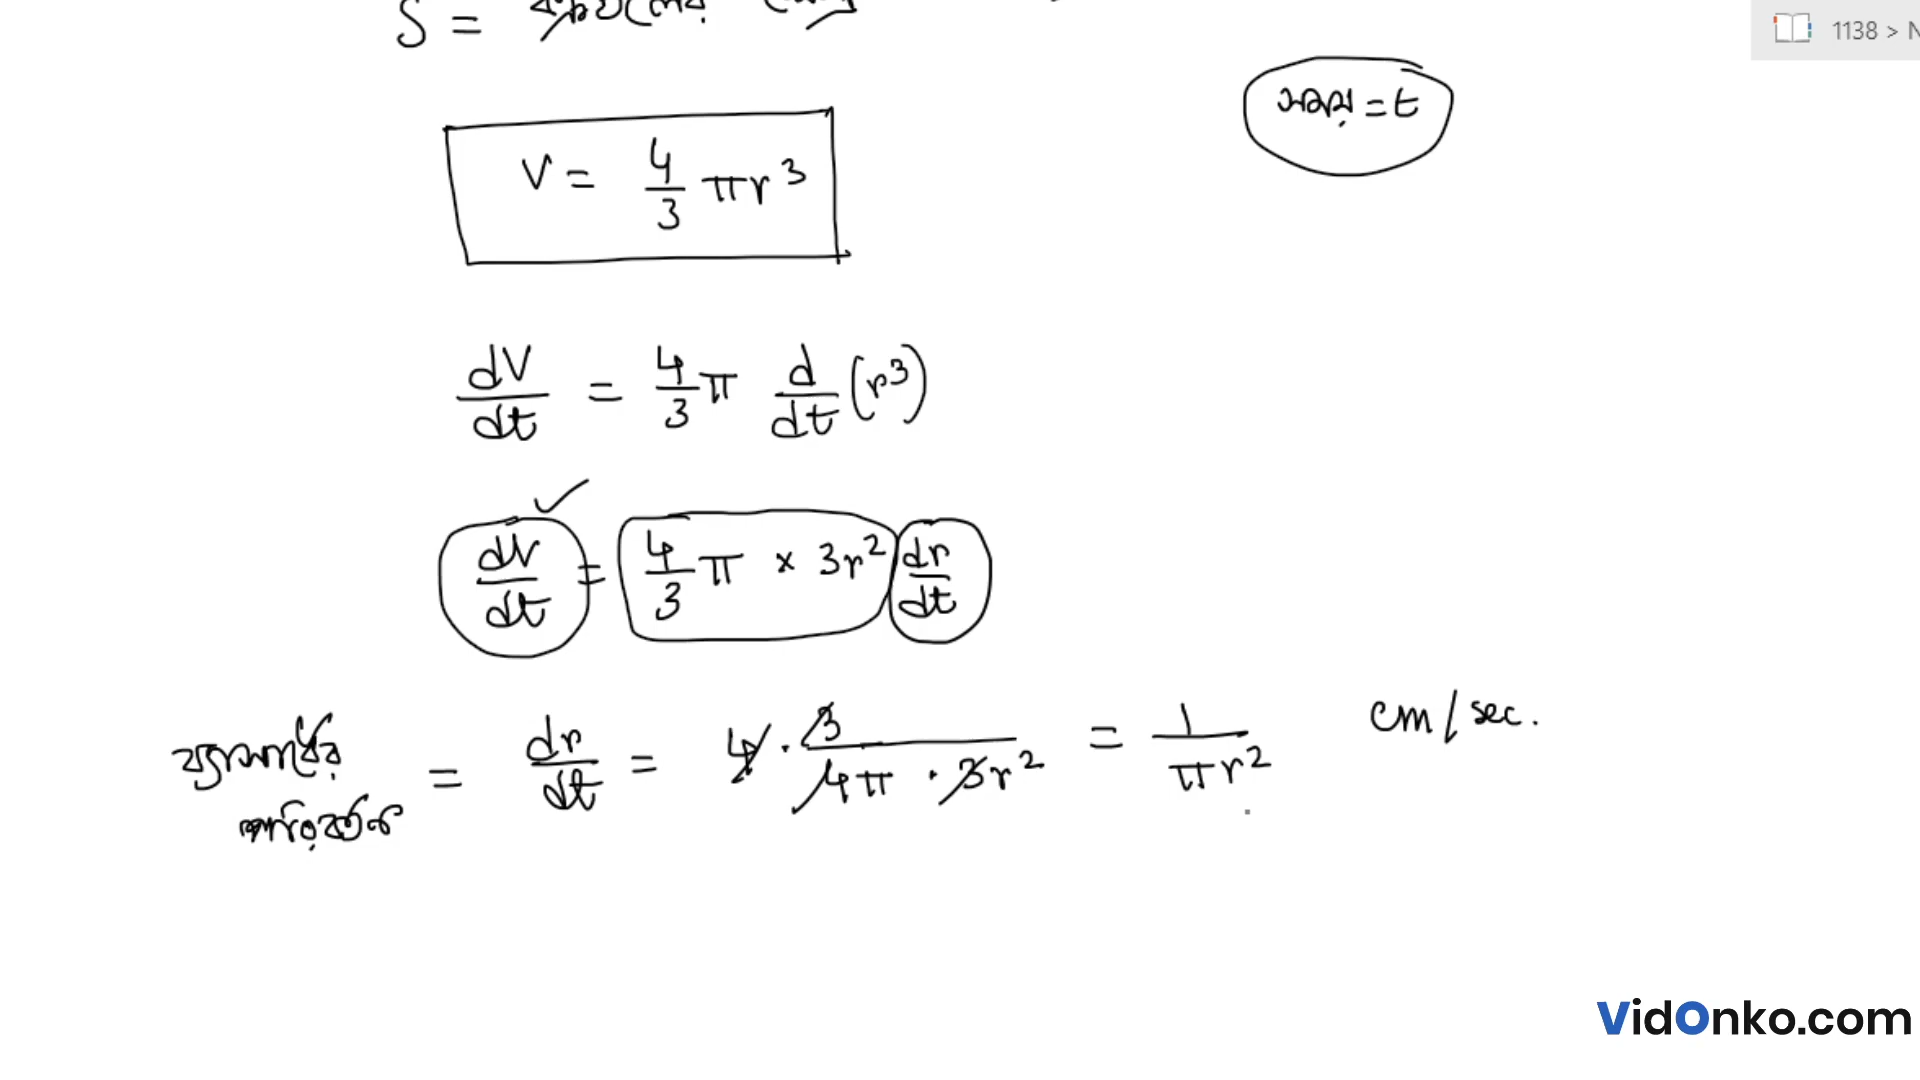 S = ক্ষেত্রফলের
1138 > N
সময় = t
V = 4/3 πr³
dV/dt = 4/3 π d/dt (r³)
dV/dt = 4/3 π × 3r² dr/dt
ব্যাসার্ধের পরিবর্তন = dr/dt = 4 · 3/4π · 3r² = 1/πr² cm/sec.
VidOnko.com